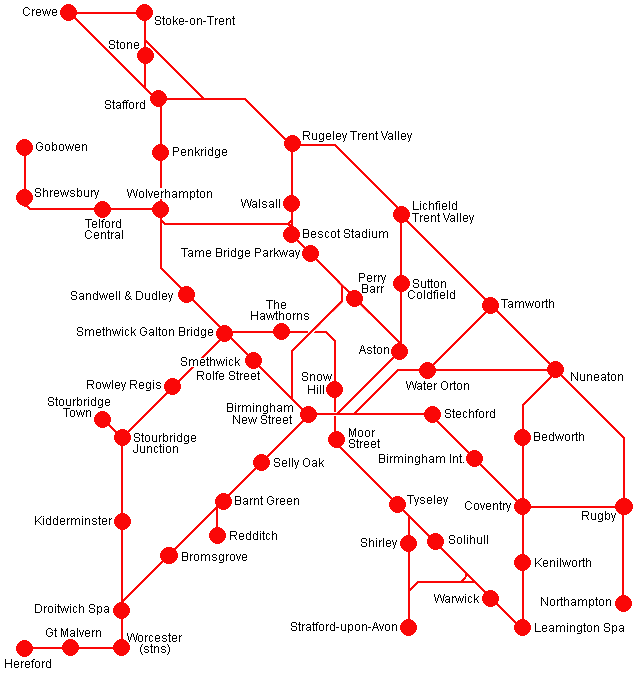 Crewe
Stoke-on-Trent
Stone
Stafford
Rugeley Trent Valley
Gobowen
Penkridge
Shrewsbury
Wolverhampton
Walsall
Lichfield
Trent Valley
Telford
Central
Bescot Stadium
Tame Bridge Parkway
Perry
Barr
Sutton
Coldfield
Sandwell & Dudley
The
Hawthorns
Tamworth
Smethwick Galton Bridge
Aston
Smethwick
Rolfe Street
Snow
Hill
Water Orton
Nuneaton
Rowley Regis
Stourbridge
Town
Birmingham
New Street
Stechford
Stourbridge
Junction
Moor
Street
Bedworth
Selly Oak
Birmingham Int.
Barnt Green
Tyseley
Coventry
Rugby
Kidderminster
Redditch
Shirley
Solihull
Bromsgrove
Kenilworth
Droitwich Spa
Warwick
Northampton
Gt Malvern
Worcester
(stns)
Stratford-upon-Avon
Leamington Spa
Hereford